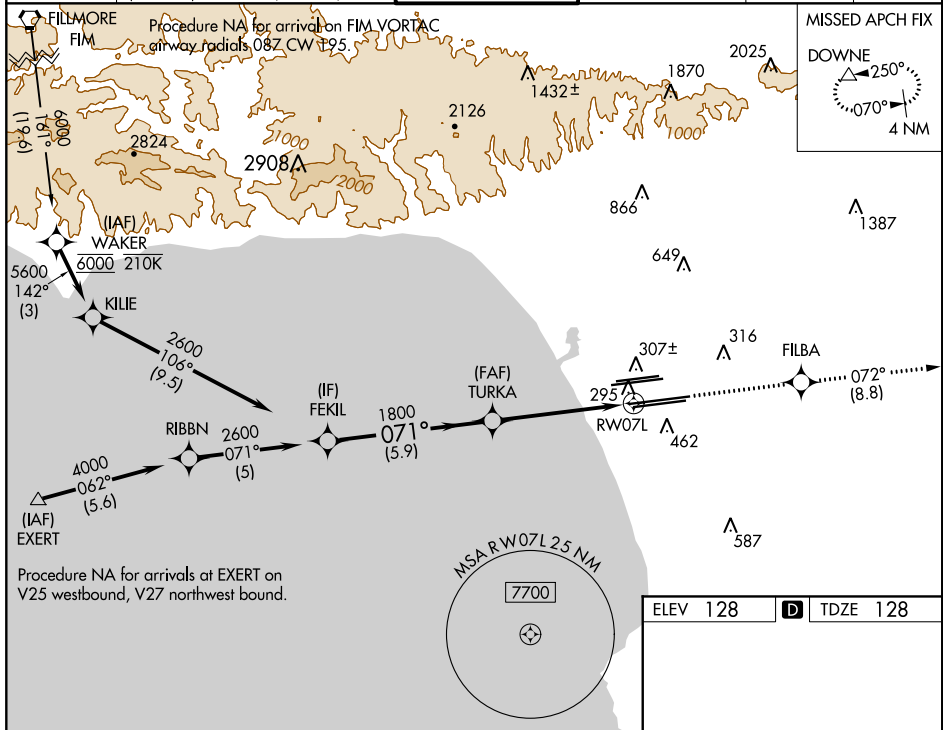 FILLMORE
FIM
Procedure NA for arrival on FIM VORTAC
airway radials 087 CW 195.
MISSED APCH FIX
DOWNE
250°
070°
4 NM
2025
1870
1432±
1000
2126
6000
161°
(19.6)
2824
1000
2908
2000
866
1387
649
(IAF)
WAKER
6000 210K
5600
142°
(3)
KILIE
2600
106°
(9.5)
307±
316
FILBA
(FAF)
TURKA
295
072°
(8.8)
(IF)
FEKIL
1800
071°
(5.9)
RW07L
462
RIBBN
2600
071°
(5)
4000
062°
(5.6)
(IAF)
EXERT
587
MSA RW07L 25 NM
7700
Procedure NA for arrivals at EXERT on
V25 westbound, V27 northwest bound.
ELEV 128 D TDZE 128